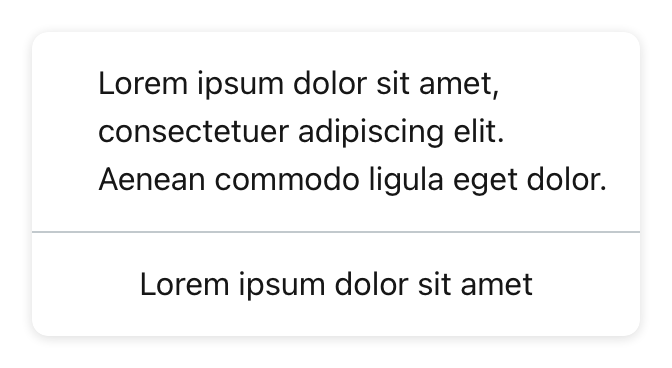 Lorem ipsum dolor sit amet,
consectetuer adipiscing elit.
Aenean commodo ligula eget dolor.
Lorem ipsum dolor sit amet